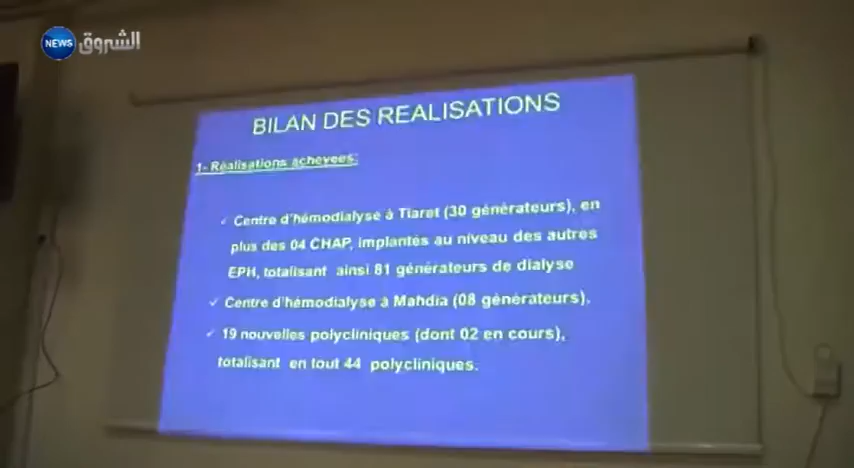 NEWS الشروق
BILAN DES REALISATIONS
1- Réalisations achevées:
✓ Centre d'hémodialyse à Tiaret (30 générateurs), en
plus des 04 CHAP, implantés au niveau des autres
EPH, totalisant ainsi 81 générateurs de dialyse
✓ Centre d'hémodialyse à Mahdia (08 générateurs).
✓ 19 nouvelles polycliniques (dont 02 en cours),
totalisant en tout 44 polycliniques.